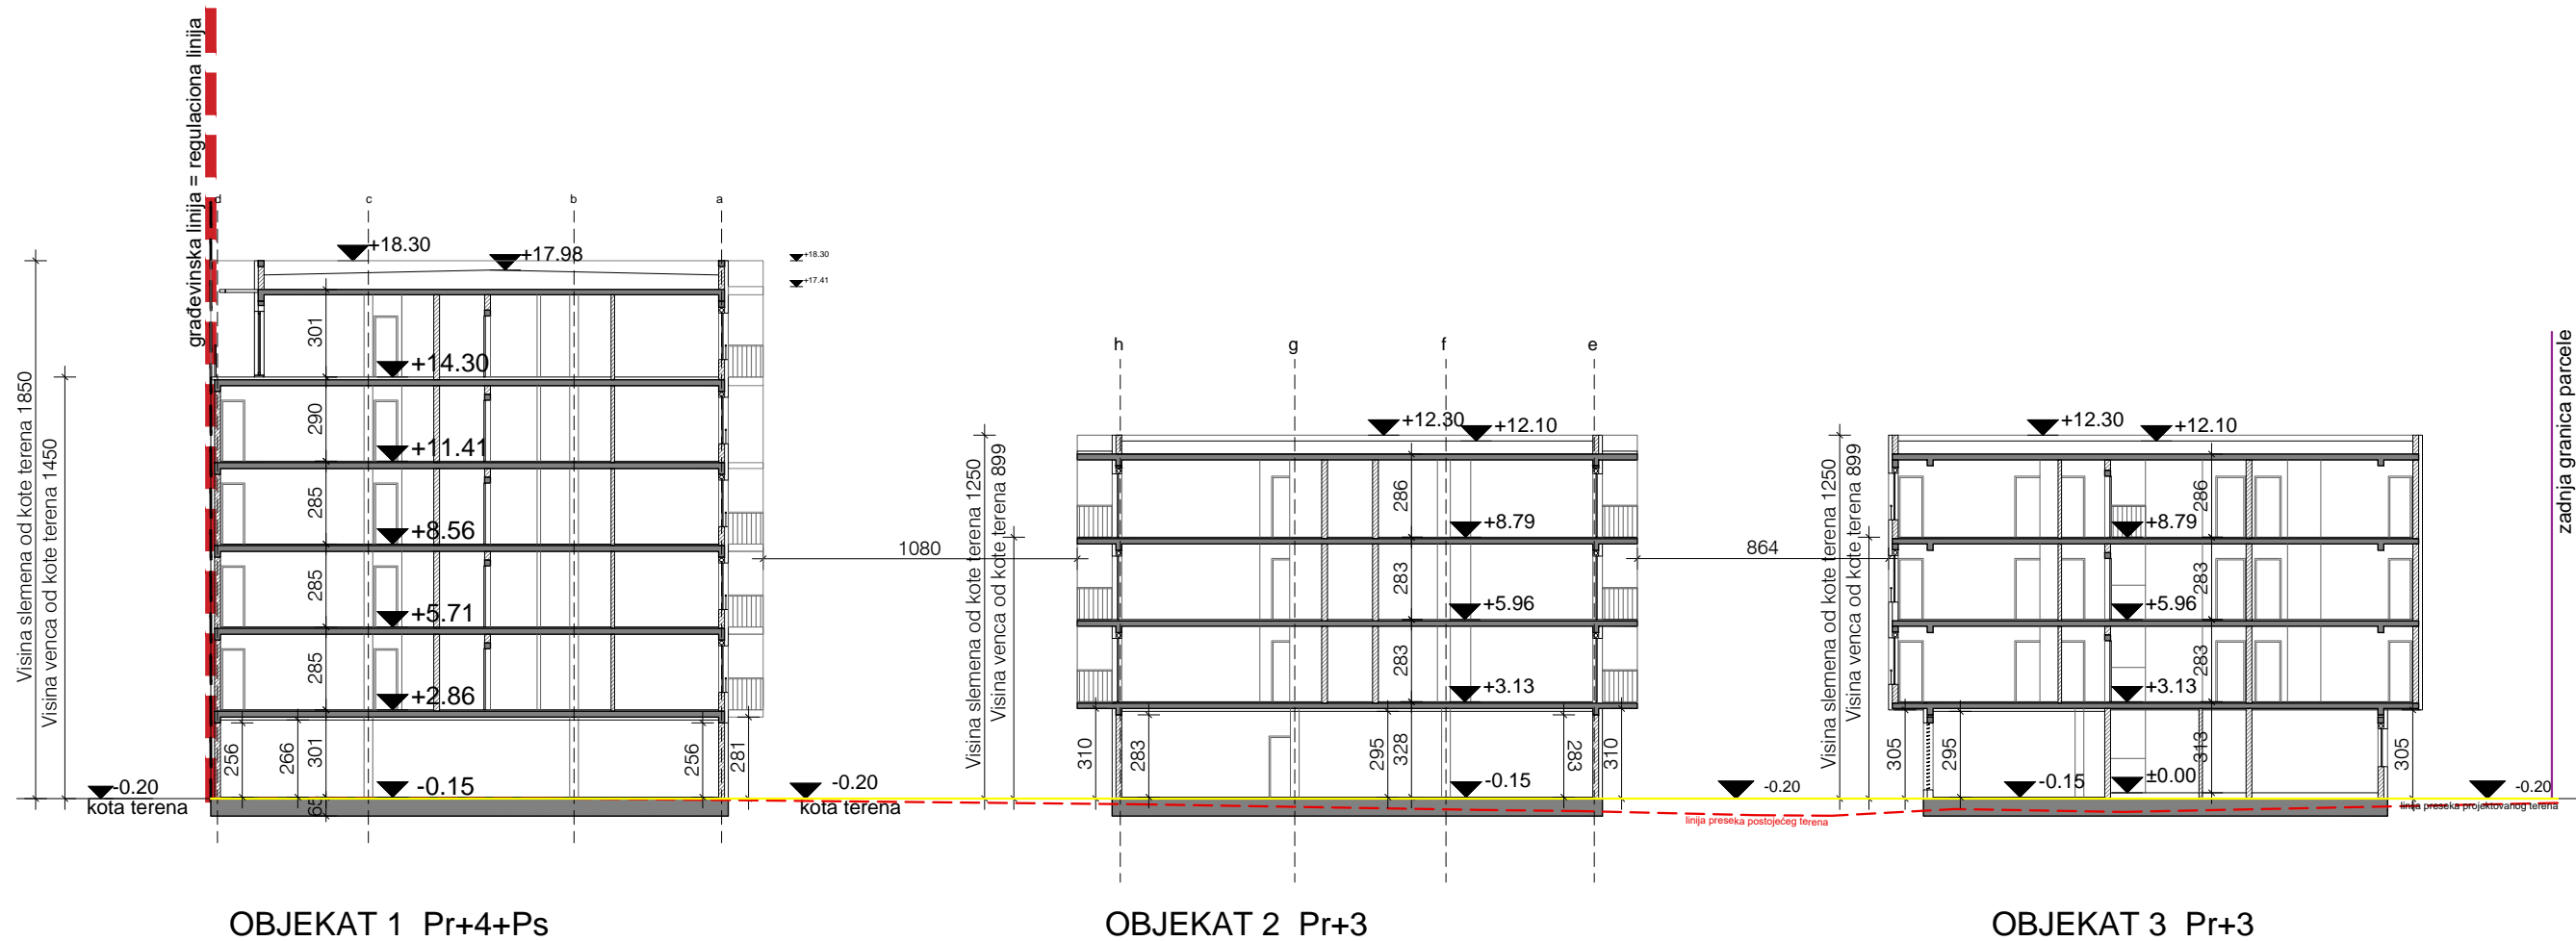 građevinska linija = regulaciona linija
d
c
b
a
+18.30
+17.98
+18.30
+17.41
Visina slemena od kote terena 1850
Visina venca od kote terena 1450
301
+14.30
290
+11.41
285
+8.56
285
+5.71
285
+2.86
256
266
301
256
281
-0.15
65
-0.20
kota terena
-0.20
kota terena
1080
h
g
f
e
+12.30
+12.10
Visina slemena od kote terena 1250
Visina venca od kote terena 899
286
+8.79
283
+5.96
283
+3.13
310
283
295
328
283
310
-0.15
864
-0.20
linija preseka postojećeg terena
+12.30
+12.10
Visina slemena od kote terena 1250
Visina venca od kote terena 899
286
+8.79
283
+5.96
283
+3.13
305
295
313
305
-0.15
±0.00
-0.20
linija preseka projektovanog terena
zadnja granica parcele
OBJEKAT 1 Pr+4+Ps
OBJEKAT 2 Pr+3
OBJEKAT 3 Pr+3